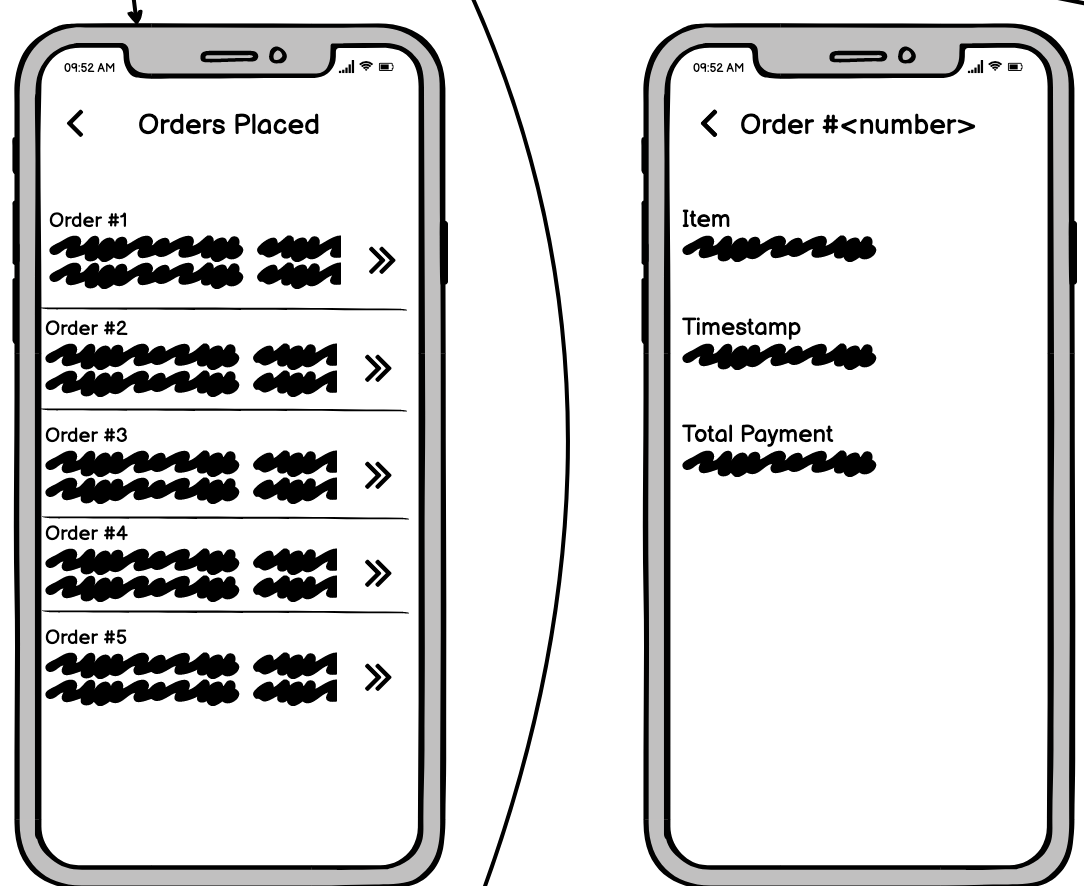 09:52 AM
Orders Placed
Order #1
Order #2
Order #3
Order #4
Order #5
09:52 AM
Order #<number>
Item
Timestamp
Total Payment